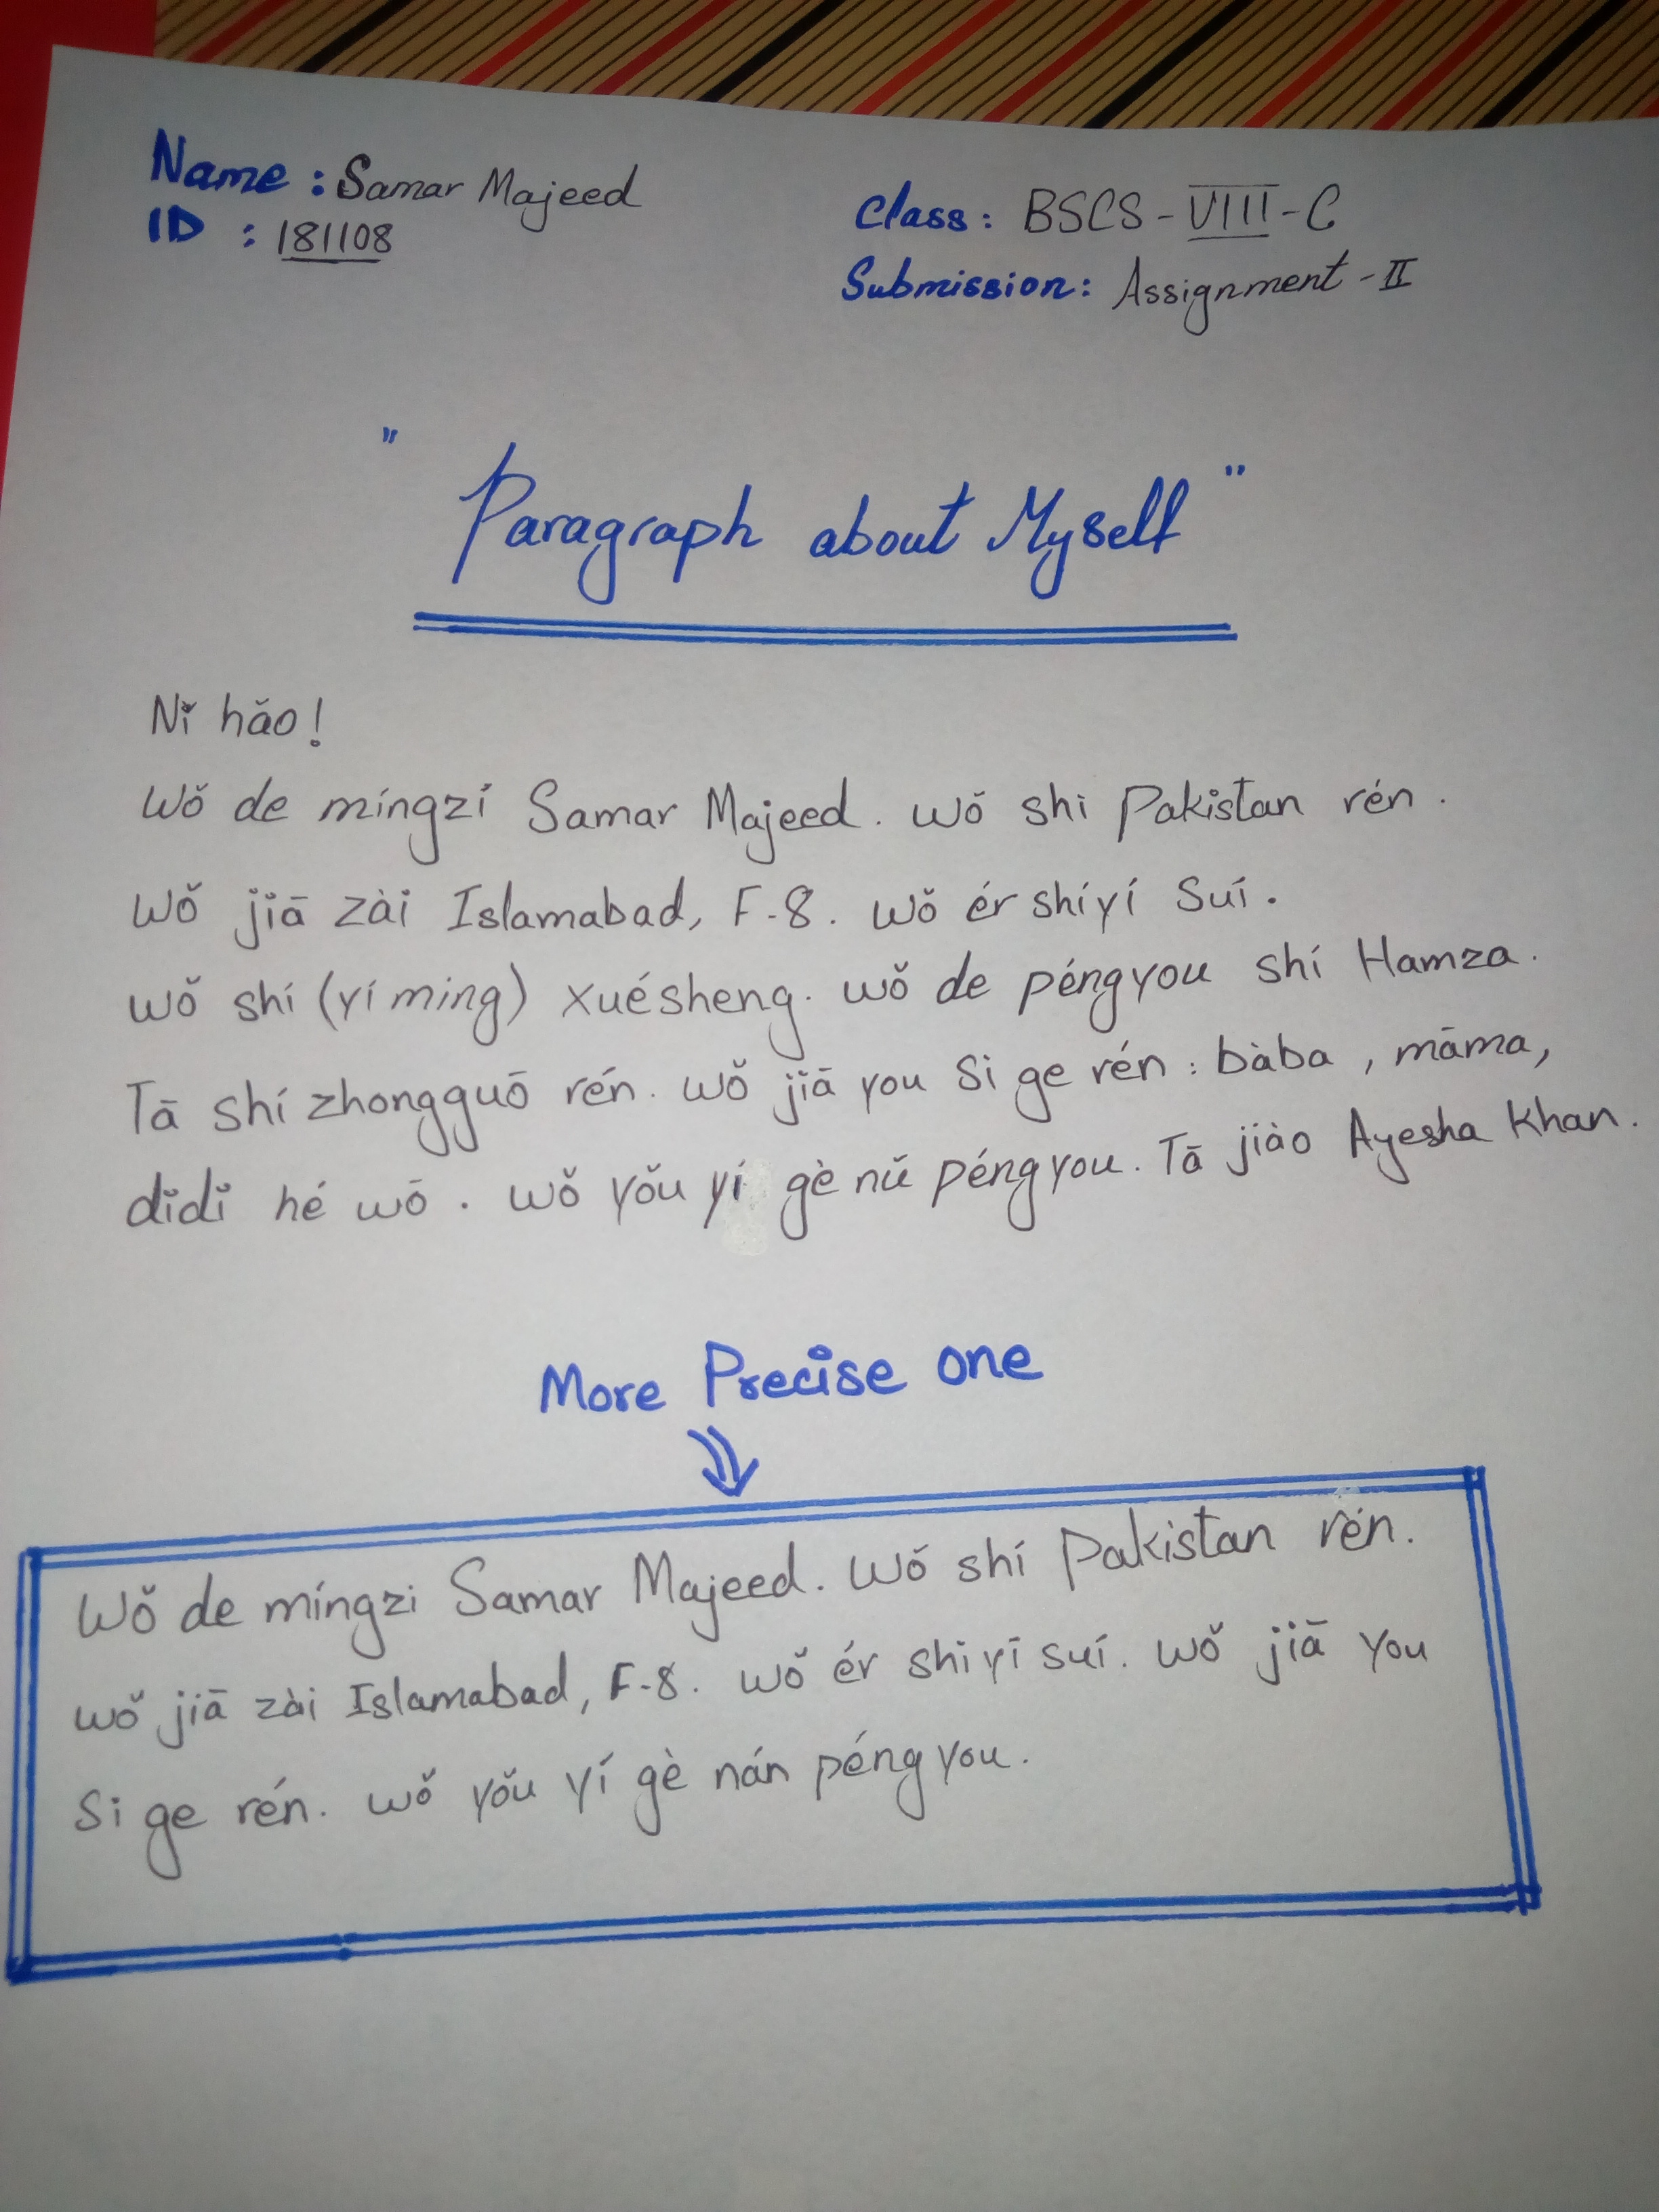 Name : Samar Majeed
ID : 181108
Class: BSCS - VIII - C
Submission: Assignment - II
" Paragraph about Myself "
Nǐ hǎo!
Wǒ de míngzí Samar Majeed. Wǒ shi Pakistan rén.
Wǒ jiā zài Islamabad, F-8. Wǒ ér shíyí Suí.
Wǒ shí (yí ming) xuésheng. Wǒ de péngyou shí Hamza.
Tā shí zhongguō rén. Wǒ jiā you Si ge rén : bàba , māma,
dìdi hé wō . Wǒ yǒu yí gè nǔ péngyou. Tā jiào Ayesha Khan.
More Precise one
Wǒ de míngzi Samar Majeed. Wǒ shí Pakistan rén.
Wǒ jiā zài Islamabad, F-8. Wǒ ér shiyī suí. Wǒ jiā you
Si ge rén. Wǒ yǒu yí gè nán péngyou.